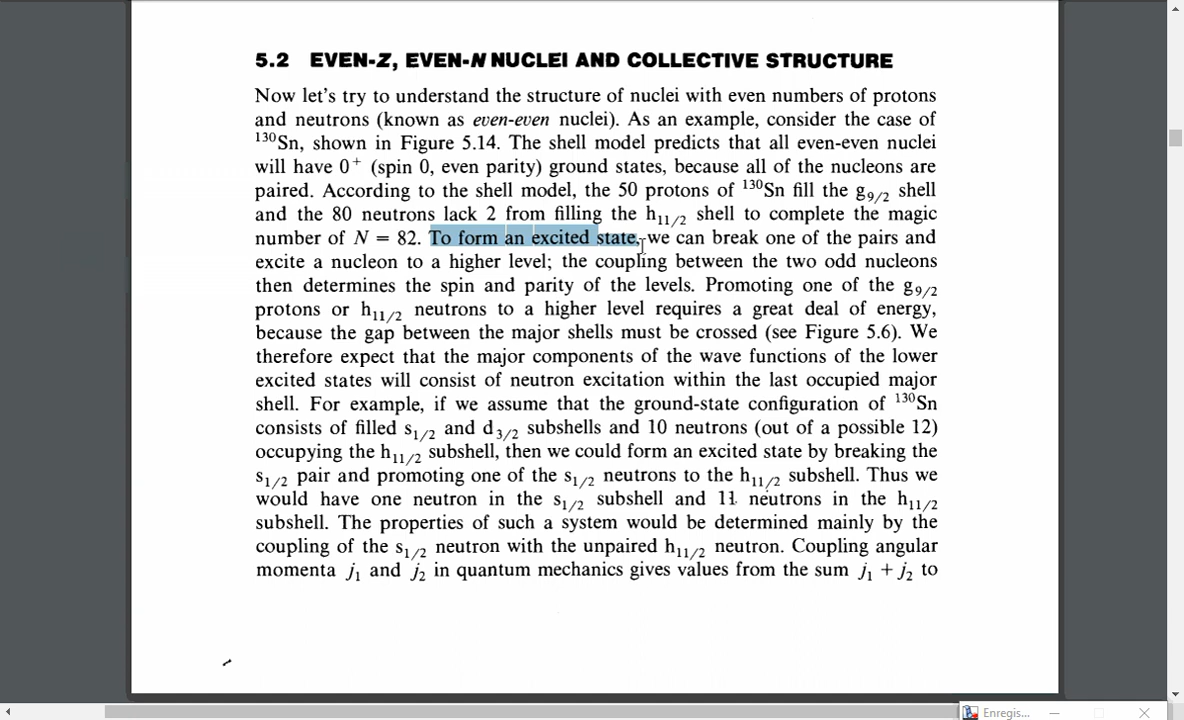 5.2 EVEN-Z, EVEN-N NUCLEI AND COLLECTIVE STRUCTURE
Now let's try to understand the structure of nuclei with even numbers of protons
and neutrons (known as even-even nuclei). As an example, consider the case of
¹³⁰Sn, shown in Figure 5.14. The shell model predicts that all even-even nuclei
will have 0⁺ (spin 0, even parity) ground states, because all of the nucleons are
paired. According to the shell model, the 50 protons of ¹³⁰Sn fill the g₉/₂ shell
and the 80 neutrons lack 2 from filling the h₁₁/₂ shell to complete the magic
number of N = 82. To form an excited state, we can break one of the pairs and
excite a nucleon to a higher level; the coupling between the two odd nucleons
then determines the spin and parity of the levels. Promoting one of the g₉/₂
protons or h₁₁/₂ neutrons to a higher level requires a great deal of energy,
because the gap between the major shells must be crossed (see Figure 5.6). We
therefore expect that the major components of the wave functions of the lower
excited states will consist of neutron excitation within the last occupied major
shell. For example, if we assume that the ground-state configuration of ¹³⁰Sn
consists of filled s₁/₂ and d₃/₂ subshells and 10 neutrons (out of a possible 12)
occupying the h₁₁/₂ subshell, then we could form an excited state by breaking the
s₁/₂ pair and promoting one of the s₁/₂ neutrons to the h₁₁/₂ subshell. Thus we
would have one neutron in the s₁/₂ subshell and 11 neutrons in the h₁₁/₂
subshell. The properties of such a system would be determined mainly by the
coupling of the s₁/₂ neutron with the unpaired h₁₁/₂ neutron. Coupling angular
momenta j₁ and j₂ in quantum mechanics gives values from the sum j₁ + j₂ to
Enregis...